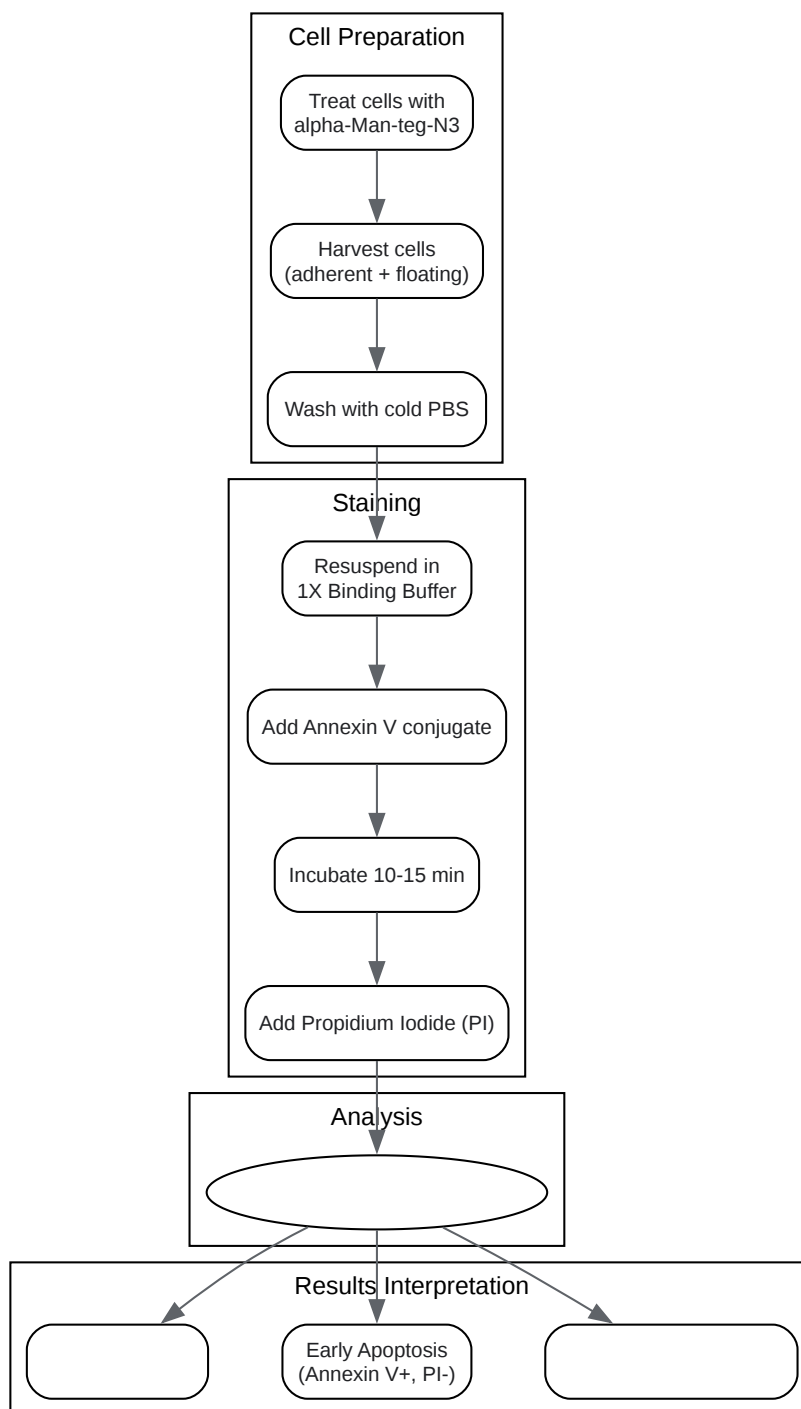 Cell Preparation
Treat cells with
alpha-Man-teg-N3
Harvest cells
(adherent + floating)
Wash with cold PBS
Staining
Resuspend in
1X Binding Buffer
Add Annexin V conjugate
Incubate 10-15 min
Add Propidium Iodide (PI)
Analysis
Results Interpretation
Early Apoptosis
(Annexin V+, PI-)